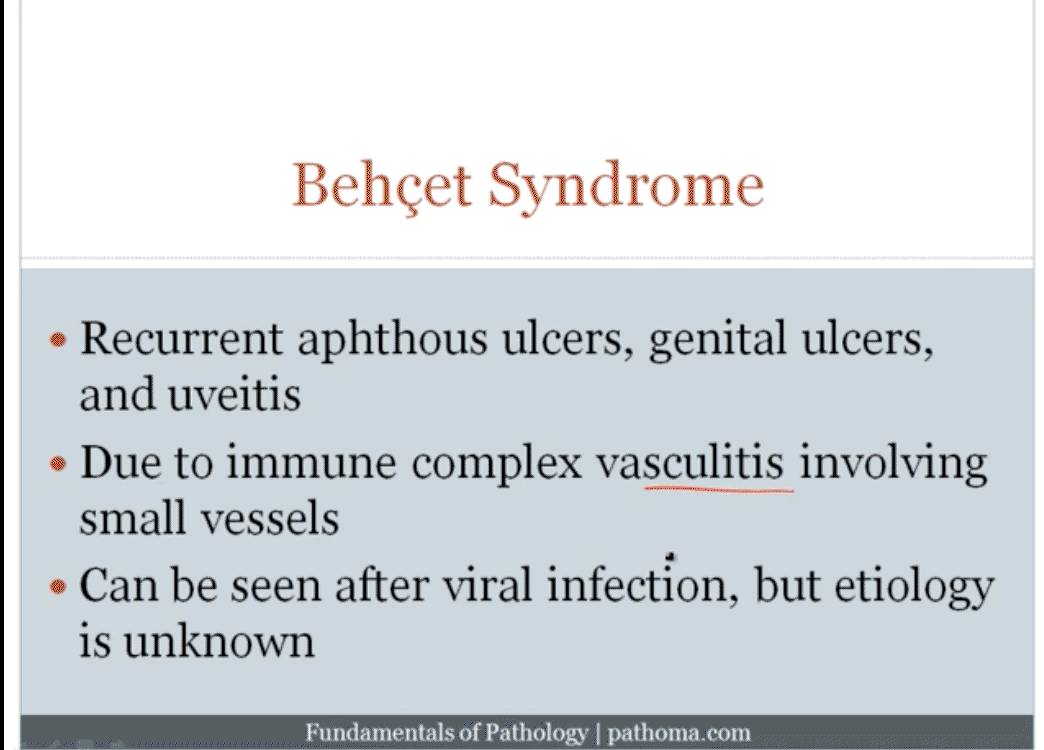 Behçet Syndrome
• Recurrent aphthous ulcers, genital ulcers,
and uveitis
• Due to immune complex vasculitis involving
small vessels
• Can be seen after viral infection, but etiology
is unknown
Fundamentals of Pathology | pathoma.com